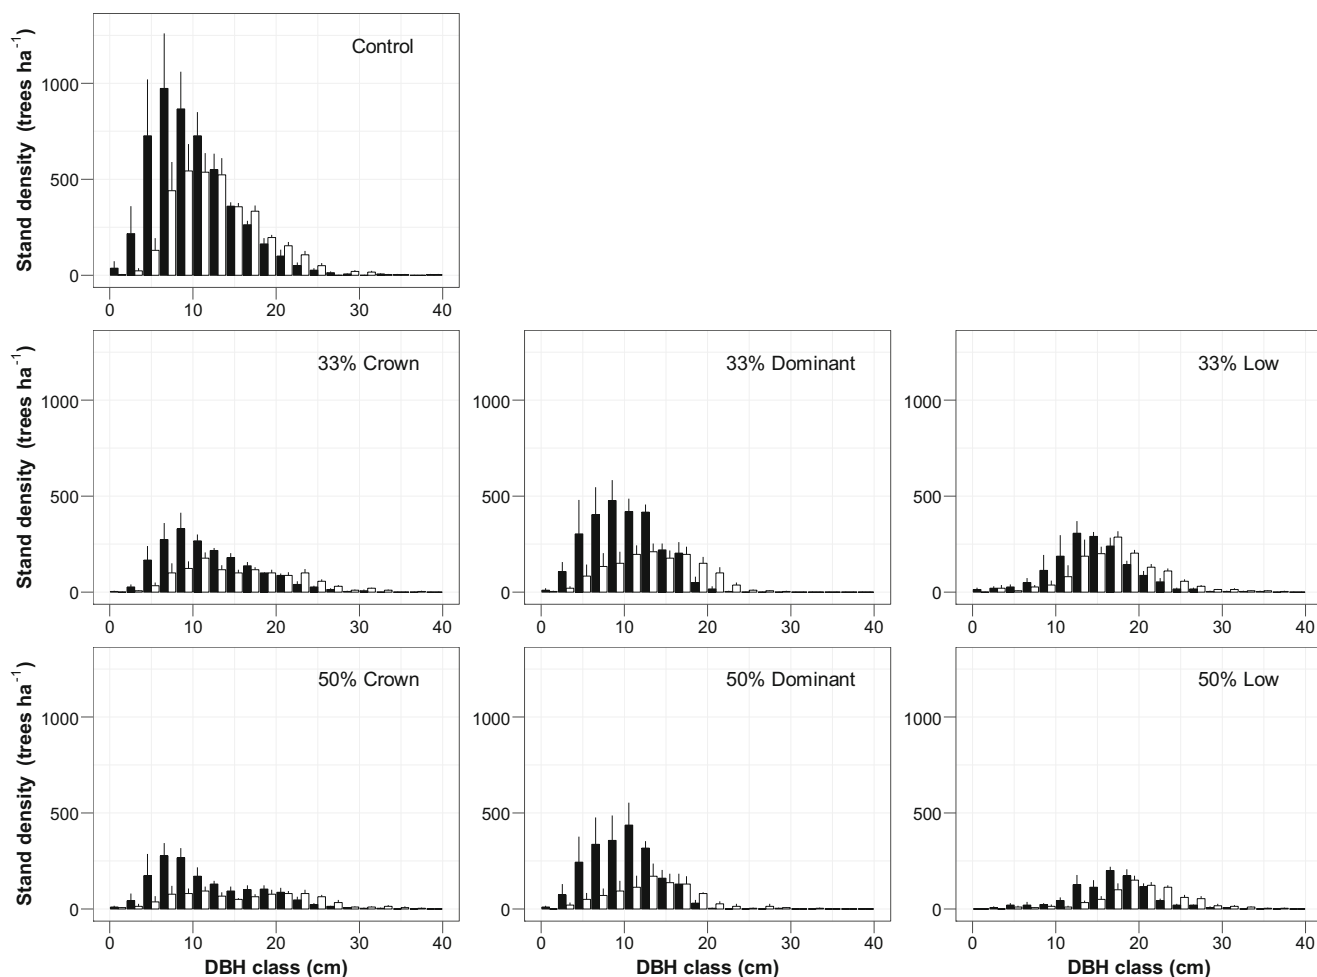 Control
Stand density (trees ha-1)
1000
500
0
0 10 20 30 40
33% Crown
33% Dominant
33% Low
Stand density (trees ha-1)
1000
500
0
1000
500
0
1000
500
0
0 10 20 30 40
0 10 20 30 40
0 10 20 30 40
50% Crown
50% Dominant
50% Low
Stand density (trees ha-1)
1000
500
0
1000
500
0
1000
500
0
0 10 20 30 40
0 10 20 30 40
0 10 20 30 40
DBH class (cm)
DBH class (cm)
DBH class (cm)